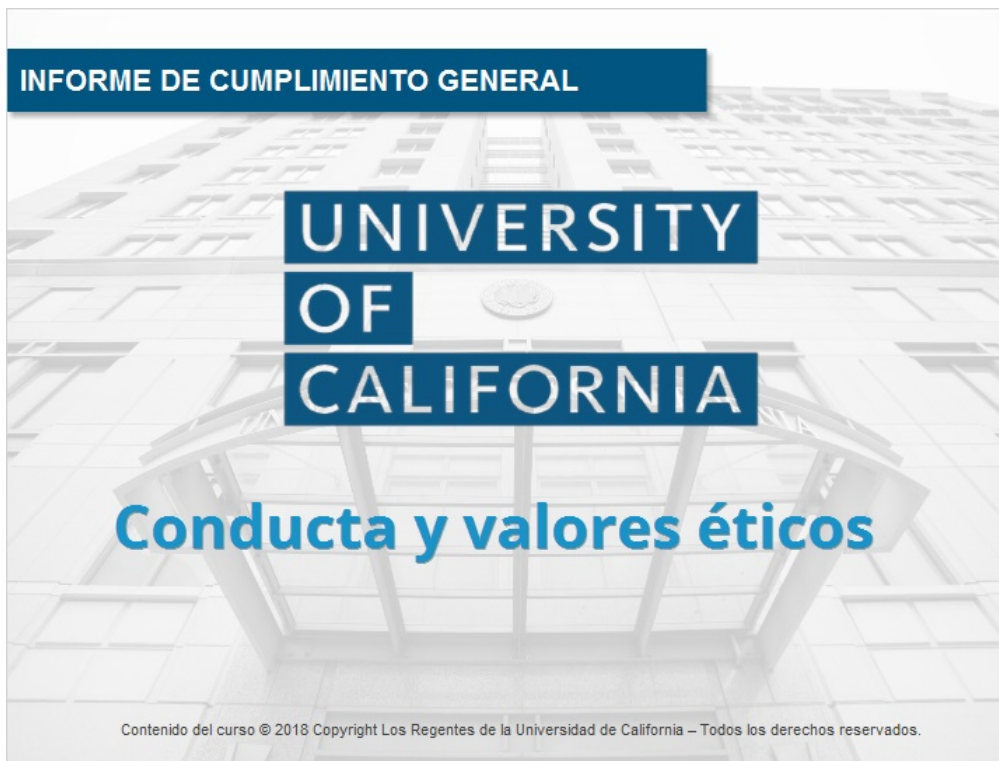 INFORME DE CUMPLIMIENTO GENERAL
UNIVERSITY
OF
CALIFORNIA
Conducta y valores éticos
Contenido del curso © 2018 Copyright Los Regentes de la Universidad de California – Todos los derechos reservados.